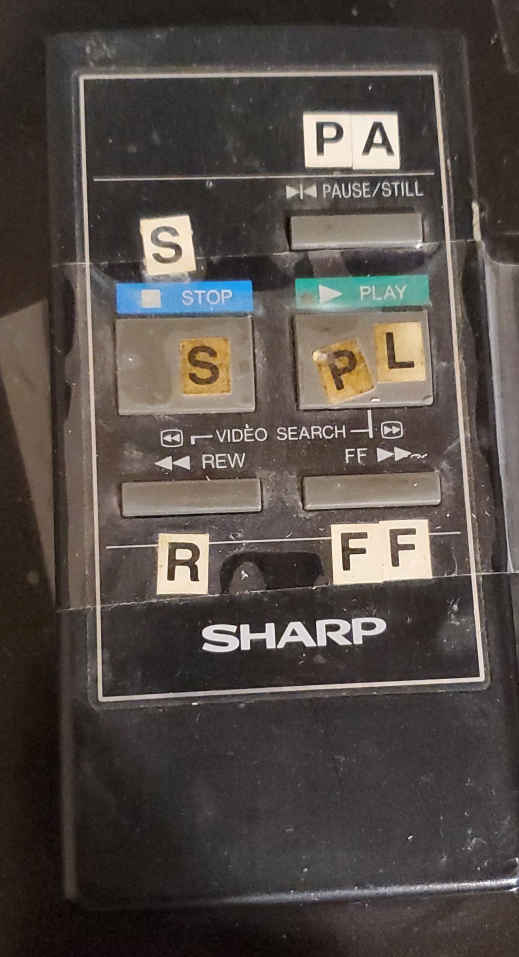 PA
PAUSE/STILL
S
STOP PLAY
S PL
VIDEO SEARCH
REW FF
R FF
SHARP